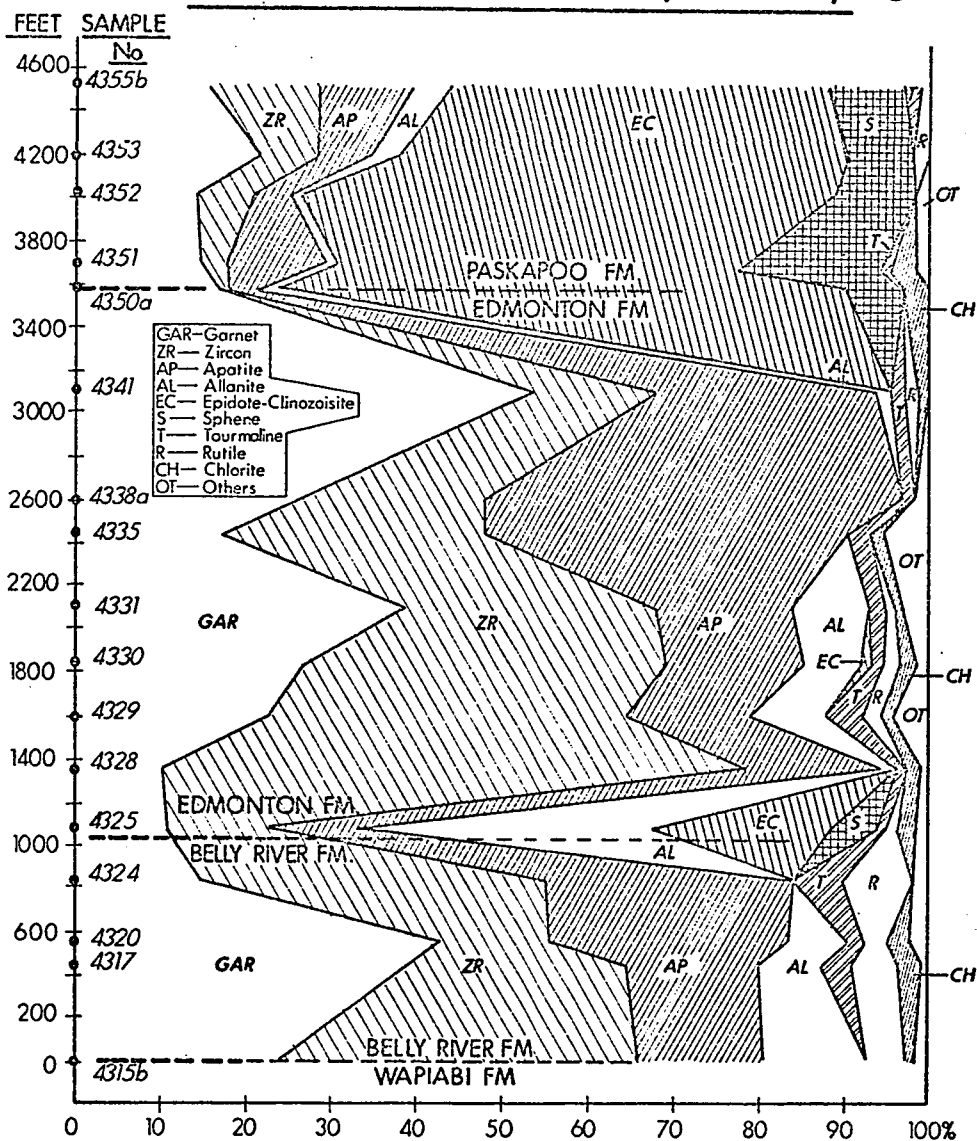 FEET SAMPLE
No
4600
4355b
ZR
AP
AL
EC
S
R
4200
4353
4352
OT
3800
4351
T
PASKAPOO FM.
4350a
EDMONTON FM
CH
3400
GAR—Garnet
ZR— Zircon
AP— Apatite
AL— Allanite
EC— Epidote-Clinozoisite
S— Sphene
T— Tourmaline
R— Rutile
CH— Chlorite
OT— Others
4341
AL
R
T
3000
2600
4338a
4335
OT
2200
4331
GAR
ZR
AP
AL
4330
EC
1800
CH
T
R
4329
OT
1400
4328
EDMONTON FM.
4325
EC
S
1000
BELLY RIVER FM.
AL
4324
T
R
600
4320
4317
GAR
ZR
AP
AL
CH
200
BELLY RIVER FM
0
WAPIABI FM
4315b
0 10 20 30 40 50 60 70 80 90 100%